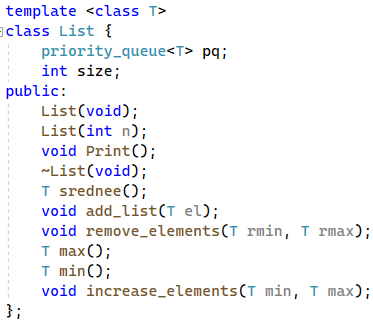 template <class T>
class List {
    priority_queue<T> pq;
    int size;
public:
    List(void);
    List(int n);
    void Print();
    ~List(void);
    T srednee();
    void add_list(T el);
    void remove_elements(T rmin, T rmax);
    T max();
    T min();
    void increase_elements(T min, T max);
};